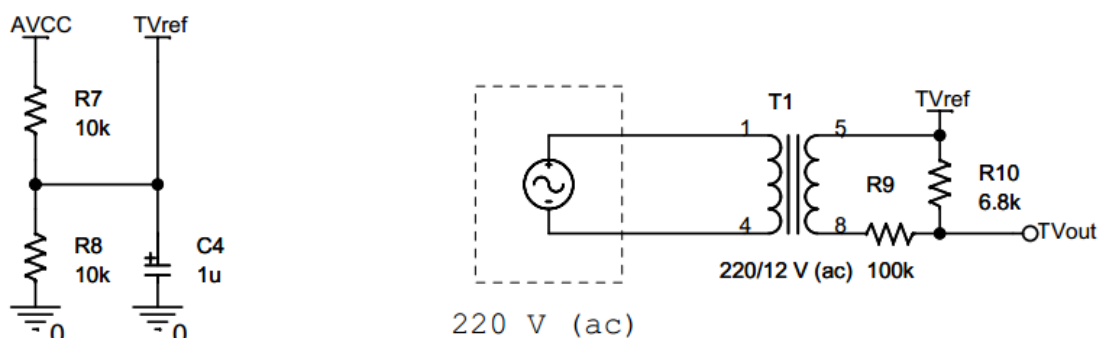 AVCC
TVref
R7
10k
R8
10k
C4
1u
+
0
0
T1
1
5
4
8
TVref
R9
R10
6.8k
TVout
+
-
220/12 V (ac)
100k
220 V (ac)